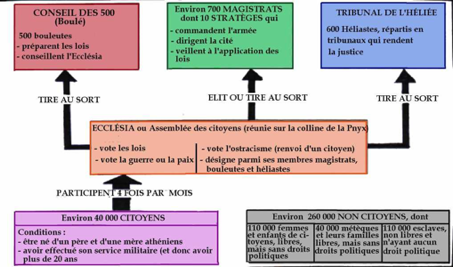 CONSEIL DES 500
(Boulé)
500 bouleutes
- préparent les lois
- conseillent l'Ecclésia
Environ 700 MAGISTRATS
dont 10 STRATÈGES qui
- commandent l'armée
- dirigent la cité
- veillent à l'application des
lois
TRIBUNAL DE L'HÉLIÉE
600 Héliastes, répartis en
tribunaux qui rendent
la justice
TIRE AU SORT
ELIT OU TIRE AU SORT
TIRE AU SORT
ECCLÉSIA ou Assemblée des citoyens (réunie sur la colline de la Pnyx)
- vote les lois
- vote la guerre ou la paix
- vote l'ostracisme (renvoi d'un citoyen)
- désigne parmi ses membres magistrats,
bouleutes et héliastes
PARTICIPENT 4 FOIS PAR MOIS
Environ 40 000 CITOYENS
Conditions :
- être né d'un père et d'une mère athéniens
- avoir effectué son service militaire (et donc avoir
plus de 20 ans
Environ 260 000 NON CITOYENS, dont
110 000 femmes
et enfants de ci-
toyens, libres,
mais sans droits
politiques
40 000 métèques
et leurs familles
libres, mais sans
droits politiques
110 000 esclaves,
non libres et
n'ayant aucun
droit politique